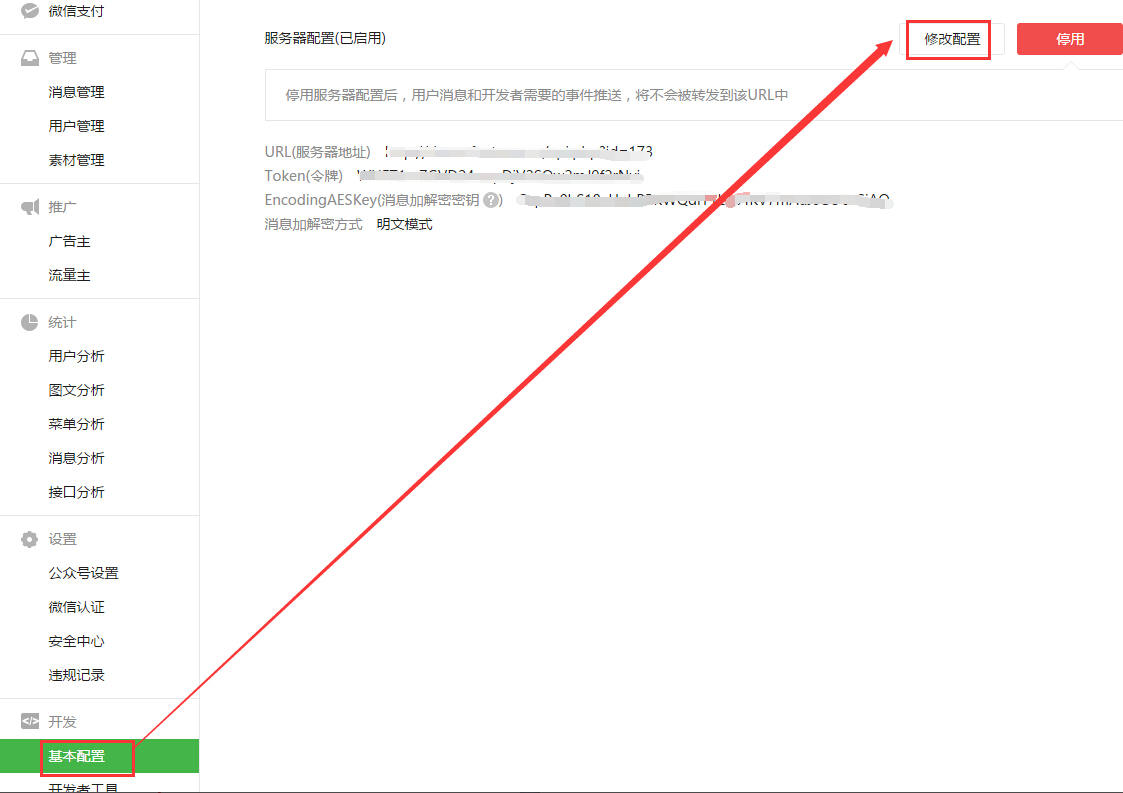 微信支付
管理
消息管理
用户管理
素材管理
推广
广告主
流量主
统计
用户分析
图文分析
菜单分析
消息分析
接口分析
设置
公众号设置
微信认证
安全中心
违规记录
开发
基本配置
开发者工具
服务器配置(已启用)
修改配置
停用
停用服务器配置后，用户消息和开发者需要的事件推送，将不会被转发到该URL中
URL(服务器地址) ?id=173
Token(令牌)
EncodingAESKey(消息加解密密钥 ?)
消息加解密方式 明文模式